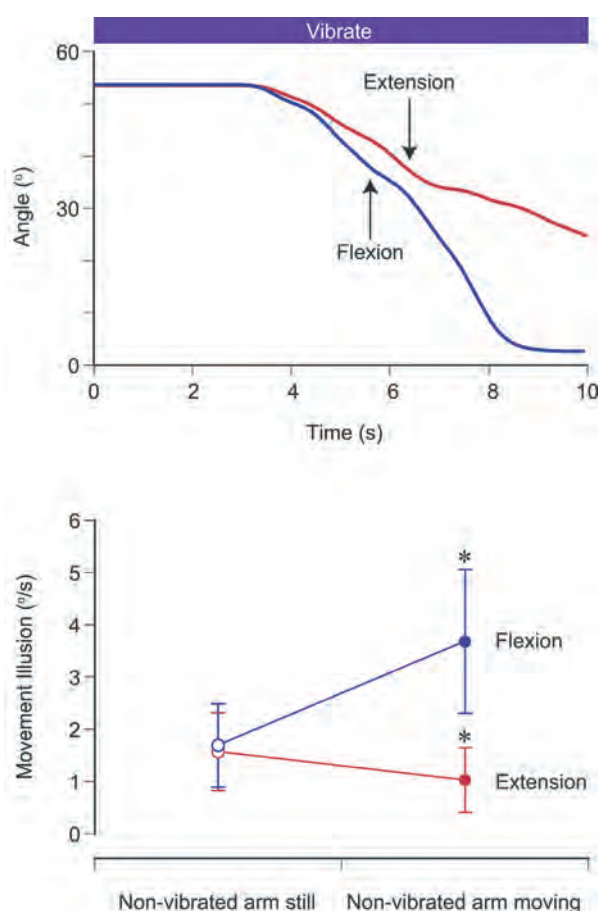 Vibrate
60
30
0
Angle (º)
Extension
Flexion
0 2 4 6 8 10
Time (s)
6
5
4
3
2
1
0
Movement Illusion (º/s)
*
Flexion
*
Extension
Non-vibrated arm still Non-vibrated arm moving